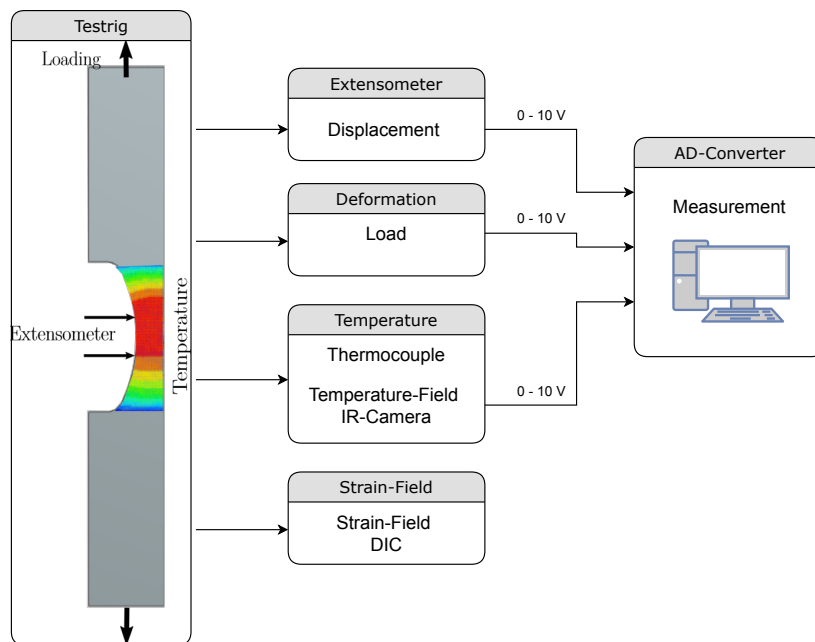 Testrig
Loading
Extensometer
Temperature
Extensometer
Displacement
0 - 10 V
Deformation
Load
0 - 10 V
Temperature
Thermocouple
Temperature-Field
IR-Camera
0 - 10 V
Strain-Field
Strain-Field
DIC
AD-Converter
Measurement